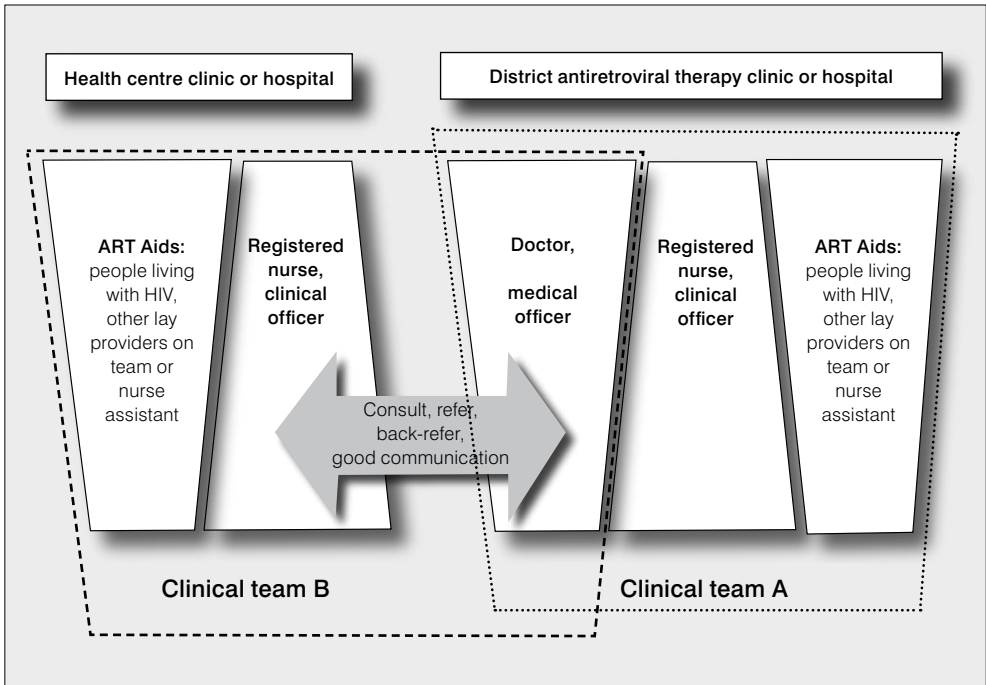 Health centre clinic or hospital
District antiretroviral therapy clinic or hospital
ART Aids:
people living
with HIV,
other lay
providers on
team or
nurse
assistant
Registered
nurse,
clinical
officer
Doctor,
medical
officer
Registered
nurse,
clinical
officer
ART Aids:
people living
with HIV,
other lay
providers on
team or
nurse
assistant
Consult, refer,
back-refer,
good communication
Clinical team B
Clinical team A